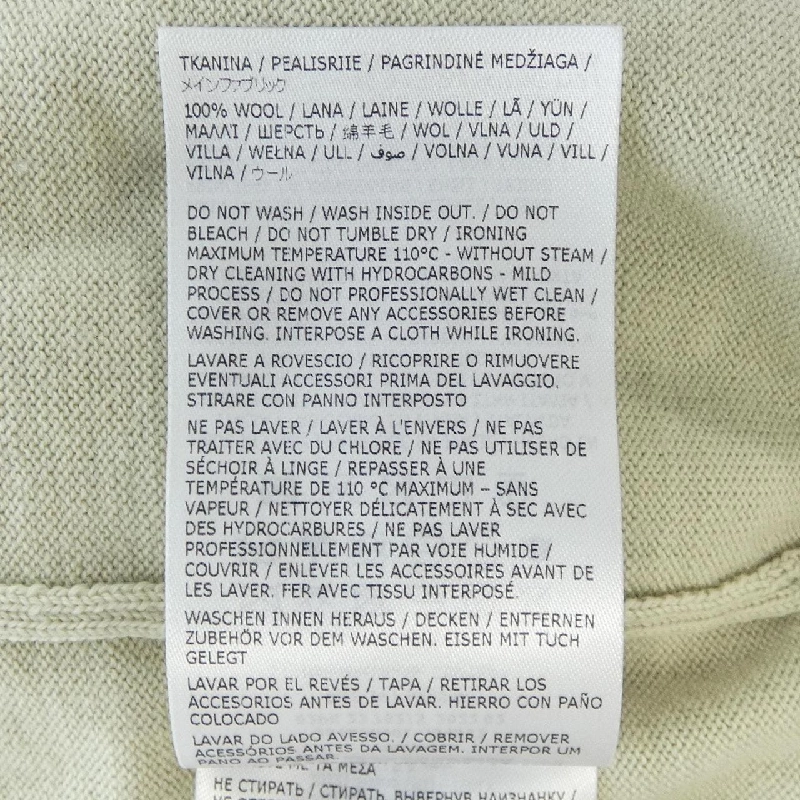 TKANINA / PEALISRIIE / PAGRINDINĖ MEDŽIAGA /
メインファブリック
100% WOOL / LANA / LAINE / WOLLE / LÃ / YÜN /
ΜΑΛΛΊ / ШЕРСТЬ / 绵羊毛 / WOL / VLNA / ULD /
VILLA / WEŁNA / ULL / صوف / VOLNA / VUNA / VILL /
VILNA / ウール
DO NOT WASH / WASH INSIDE OUT. / DO NOT
BLEACH / DO NOT TUMBLE DRY / IRONING
MAXIMUM TEMPERATURE 110°C - WITHOUT STEAM /
DRY CLEANING WITH HYDROCARBONS - MILD
PROCESS / DO NOT PROFESSIONALLY WET CLEAN /
COVER OR REMOVE ANY ACCESSORIES BEFORE
WASHING. INTERPOSE A CLOTH WHILE IRONING.
LAVARE A ROVESCIO / RICOPRIRE O RIMUOVERE
EVENTUALI ACCESSORI PRIMA DEL LAVAGGIO.
STIRARE CON PANNO INTERPOSTO
NE PAS LAVER / LAVER À L'ENVERS / NE PAS
TRAITER AVEC DU CHLORE / NE PAS UTILISER DE
SÉCHOIR À LINGE / REPASSER À UNE
TEMPÉRATURE DE 110 °C MAXIMUM – SANS
VAPEUR / NETTOYER DÉLICATEMENT À SEC AVEC
DES HYDROCARBURES / NE PAS LAVER
PROFESSIONNELLEMENT PAR VOIE HUMIDE /
COUVRIR / ENLEVER LES ACCESSOIRES AVANT DE
LES LAVER. FER AVEC TISSU INTERPOSÉ.
WASCHEN INNEN HERAUS / DECKEN / ENTFERNEN
ZUBEHÖR VOR DEM WASCHEN. EISEN MIT TUCH
GELEGT
LAVAR POR EL REVÉS / TAPA / RETIRAR LOS
ACCESORIOS ANTES DE LAVAR. HIERRO CON PAÑO
COLOCADO
LAVAR DO LADO AVESSO. / COBRIR / REMOVER
ACESSÓRIOS ANTES DA LAVAGEM. INTERPOR UM
PANO AO PASSAR.
ΜΕ ΤΑ ΜΕΣΑ
НЕ СТИРАТЬ / СТИРАТЬ, ВЫВЕРНУВ НАИЗНАНКУ /